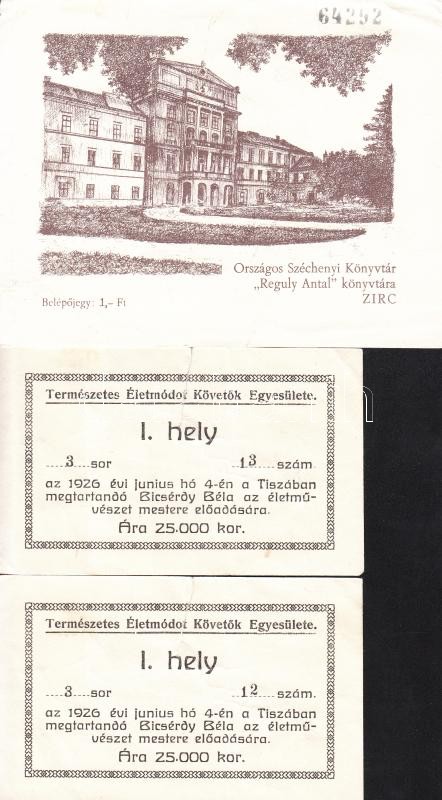 64252
Országos Széchenyi Könyvtár
„Reguly Antal" könyvtára
ZIRC
Belépőjegy: 1,– Ft
Természetes Életmódot Követők Egyesülete.
I. hely
3 sor 13 szám
az 1926 évi junius hó 4-én a Tiszában
megtartandó Bicsérdy Béla az életmű-
vészet mestere előadására.
Ára 25.000 kor.
Természetes Életmódot Követők Egyesülete.
I. hely
3 sor 12 szám.
az 1926 évi junius hó 4-én a Tiszában
megtartandó Bicsérdy Béla az életmű-
vészet mestere előadására.
Ára 25.000 kor.